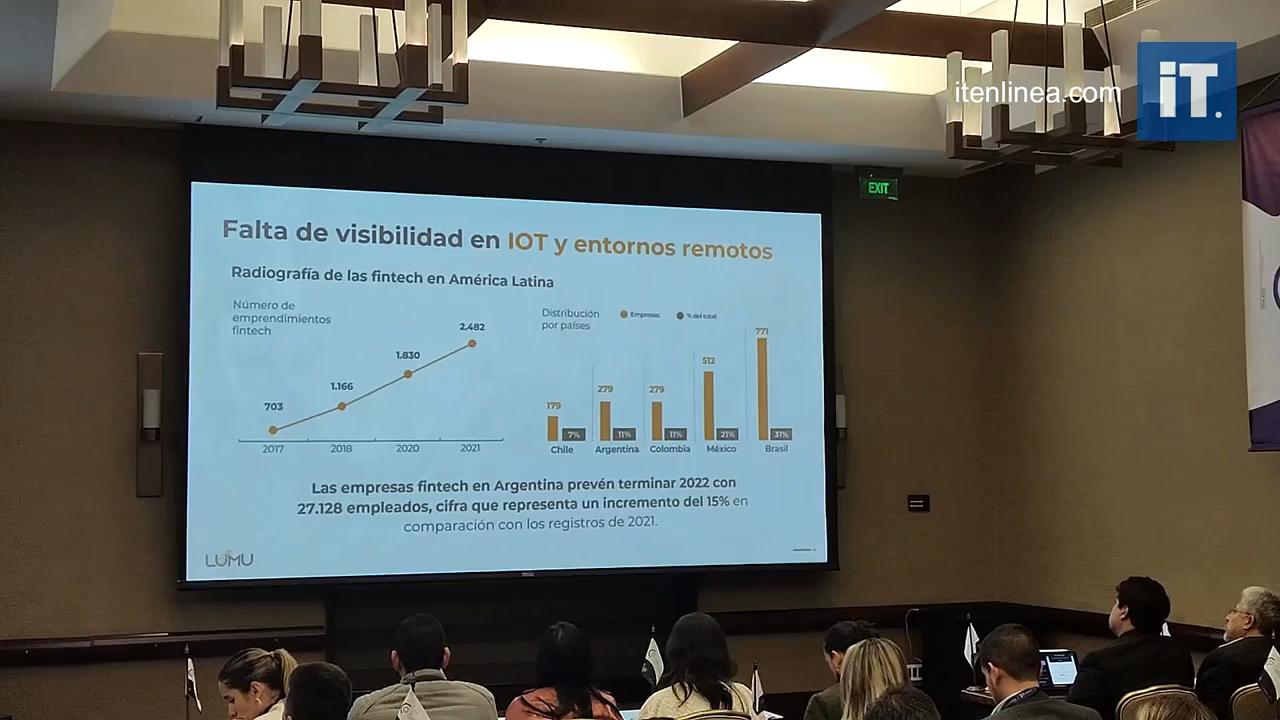 itenlinea.com
iT.
EXIT
Falta de visibilidad en IOT y entornos remotos
Radiografía de las fintech en América Latina
Número de
emprendimientos
fintech
703
1.166
1.830
2.482
2017 2018 2020 2021
Distribución
por países
Empresas % del total
179 279 279 512 771
7% 11% 11% 21% 31%
Chile Argentina Colombia México Brasil
Las empresas fintech en Argentina prevén terminar 2022 con
27.128 empleados, cifra que representa un incremento del 15% en
comparación con los registros de 2021.
LUMU